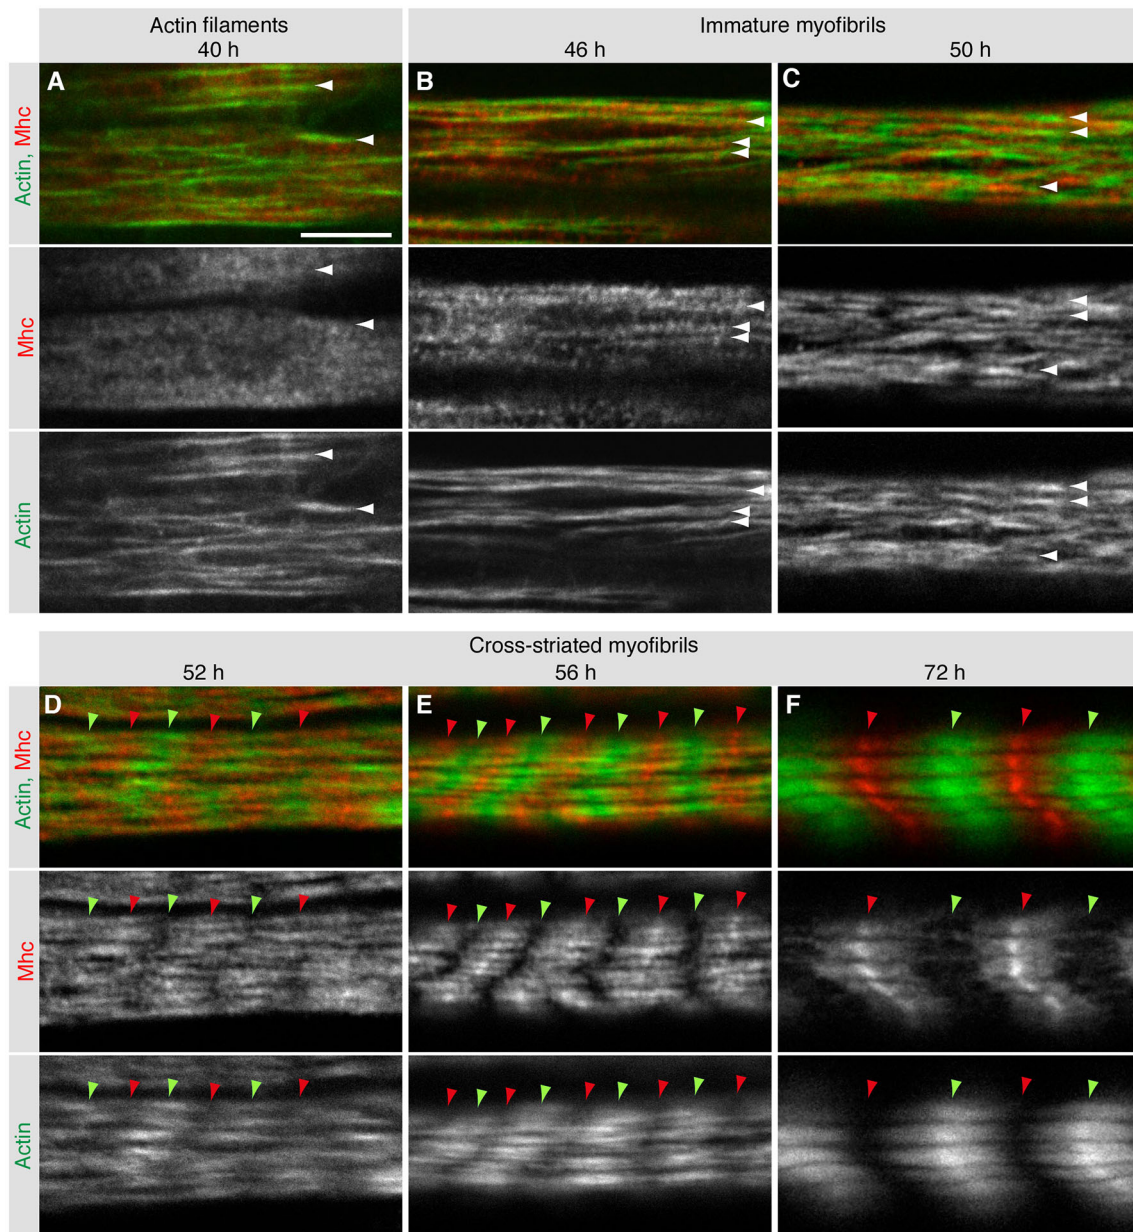 Actin filaments
40 h
Immature myofibrils
46 h
50 h
A
B
C
Actin, Mhc
Mhc
Actin
Cross-striated myofibrils
52 h
56 h
72 h
D
E
F
Actin, Mhc
Mhc
Actin